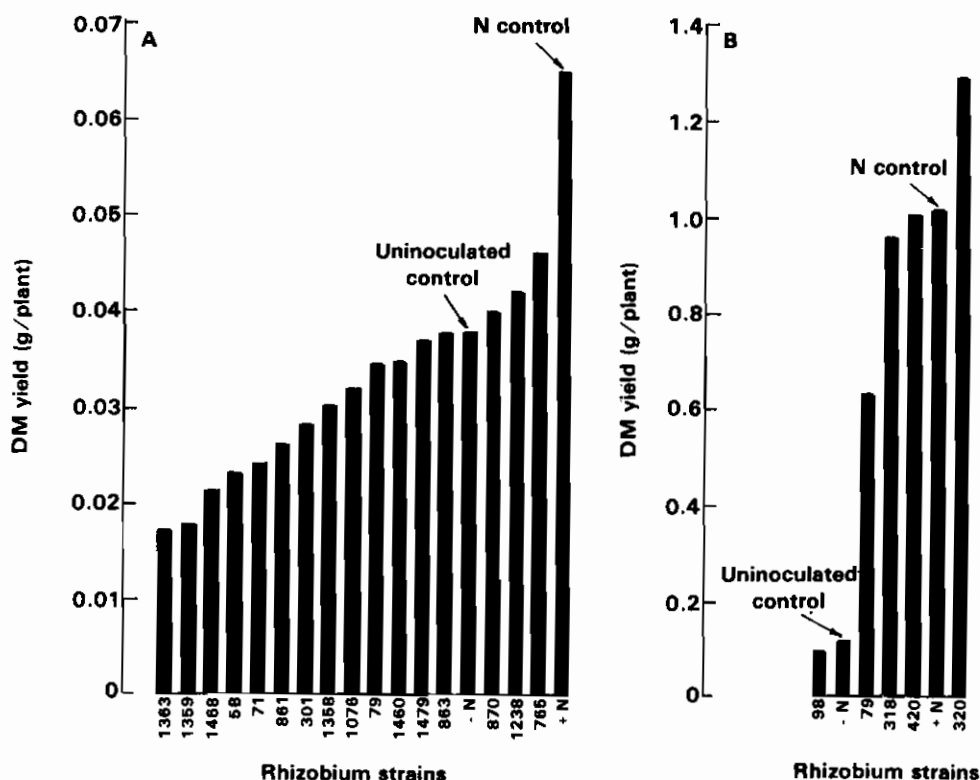 A
0.07
0.06
0.05
0.04
0.03
0.02
0.01
0
DM yield (g/plant)
N control
Uninoculated
control
1363
1359
1468
58
71
861
301
1358
1076
79
1460
1479
863
- N
870
1238
765
+ N
Rhizobium strains
B
1.4
1.2
1.0
0.8
0.6
0.4
0.2
0
DM yield (g/plant)
N control
Uninoculated
control
98
- N
79
318
420
+ N
320
Rhizobium strains